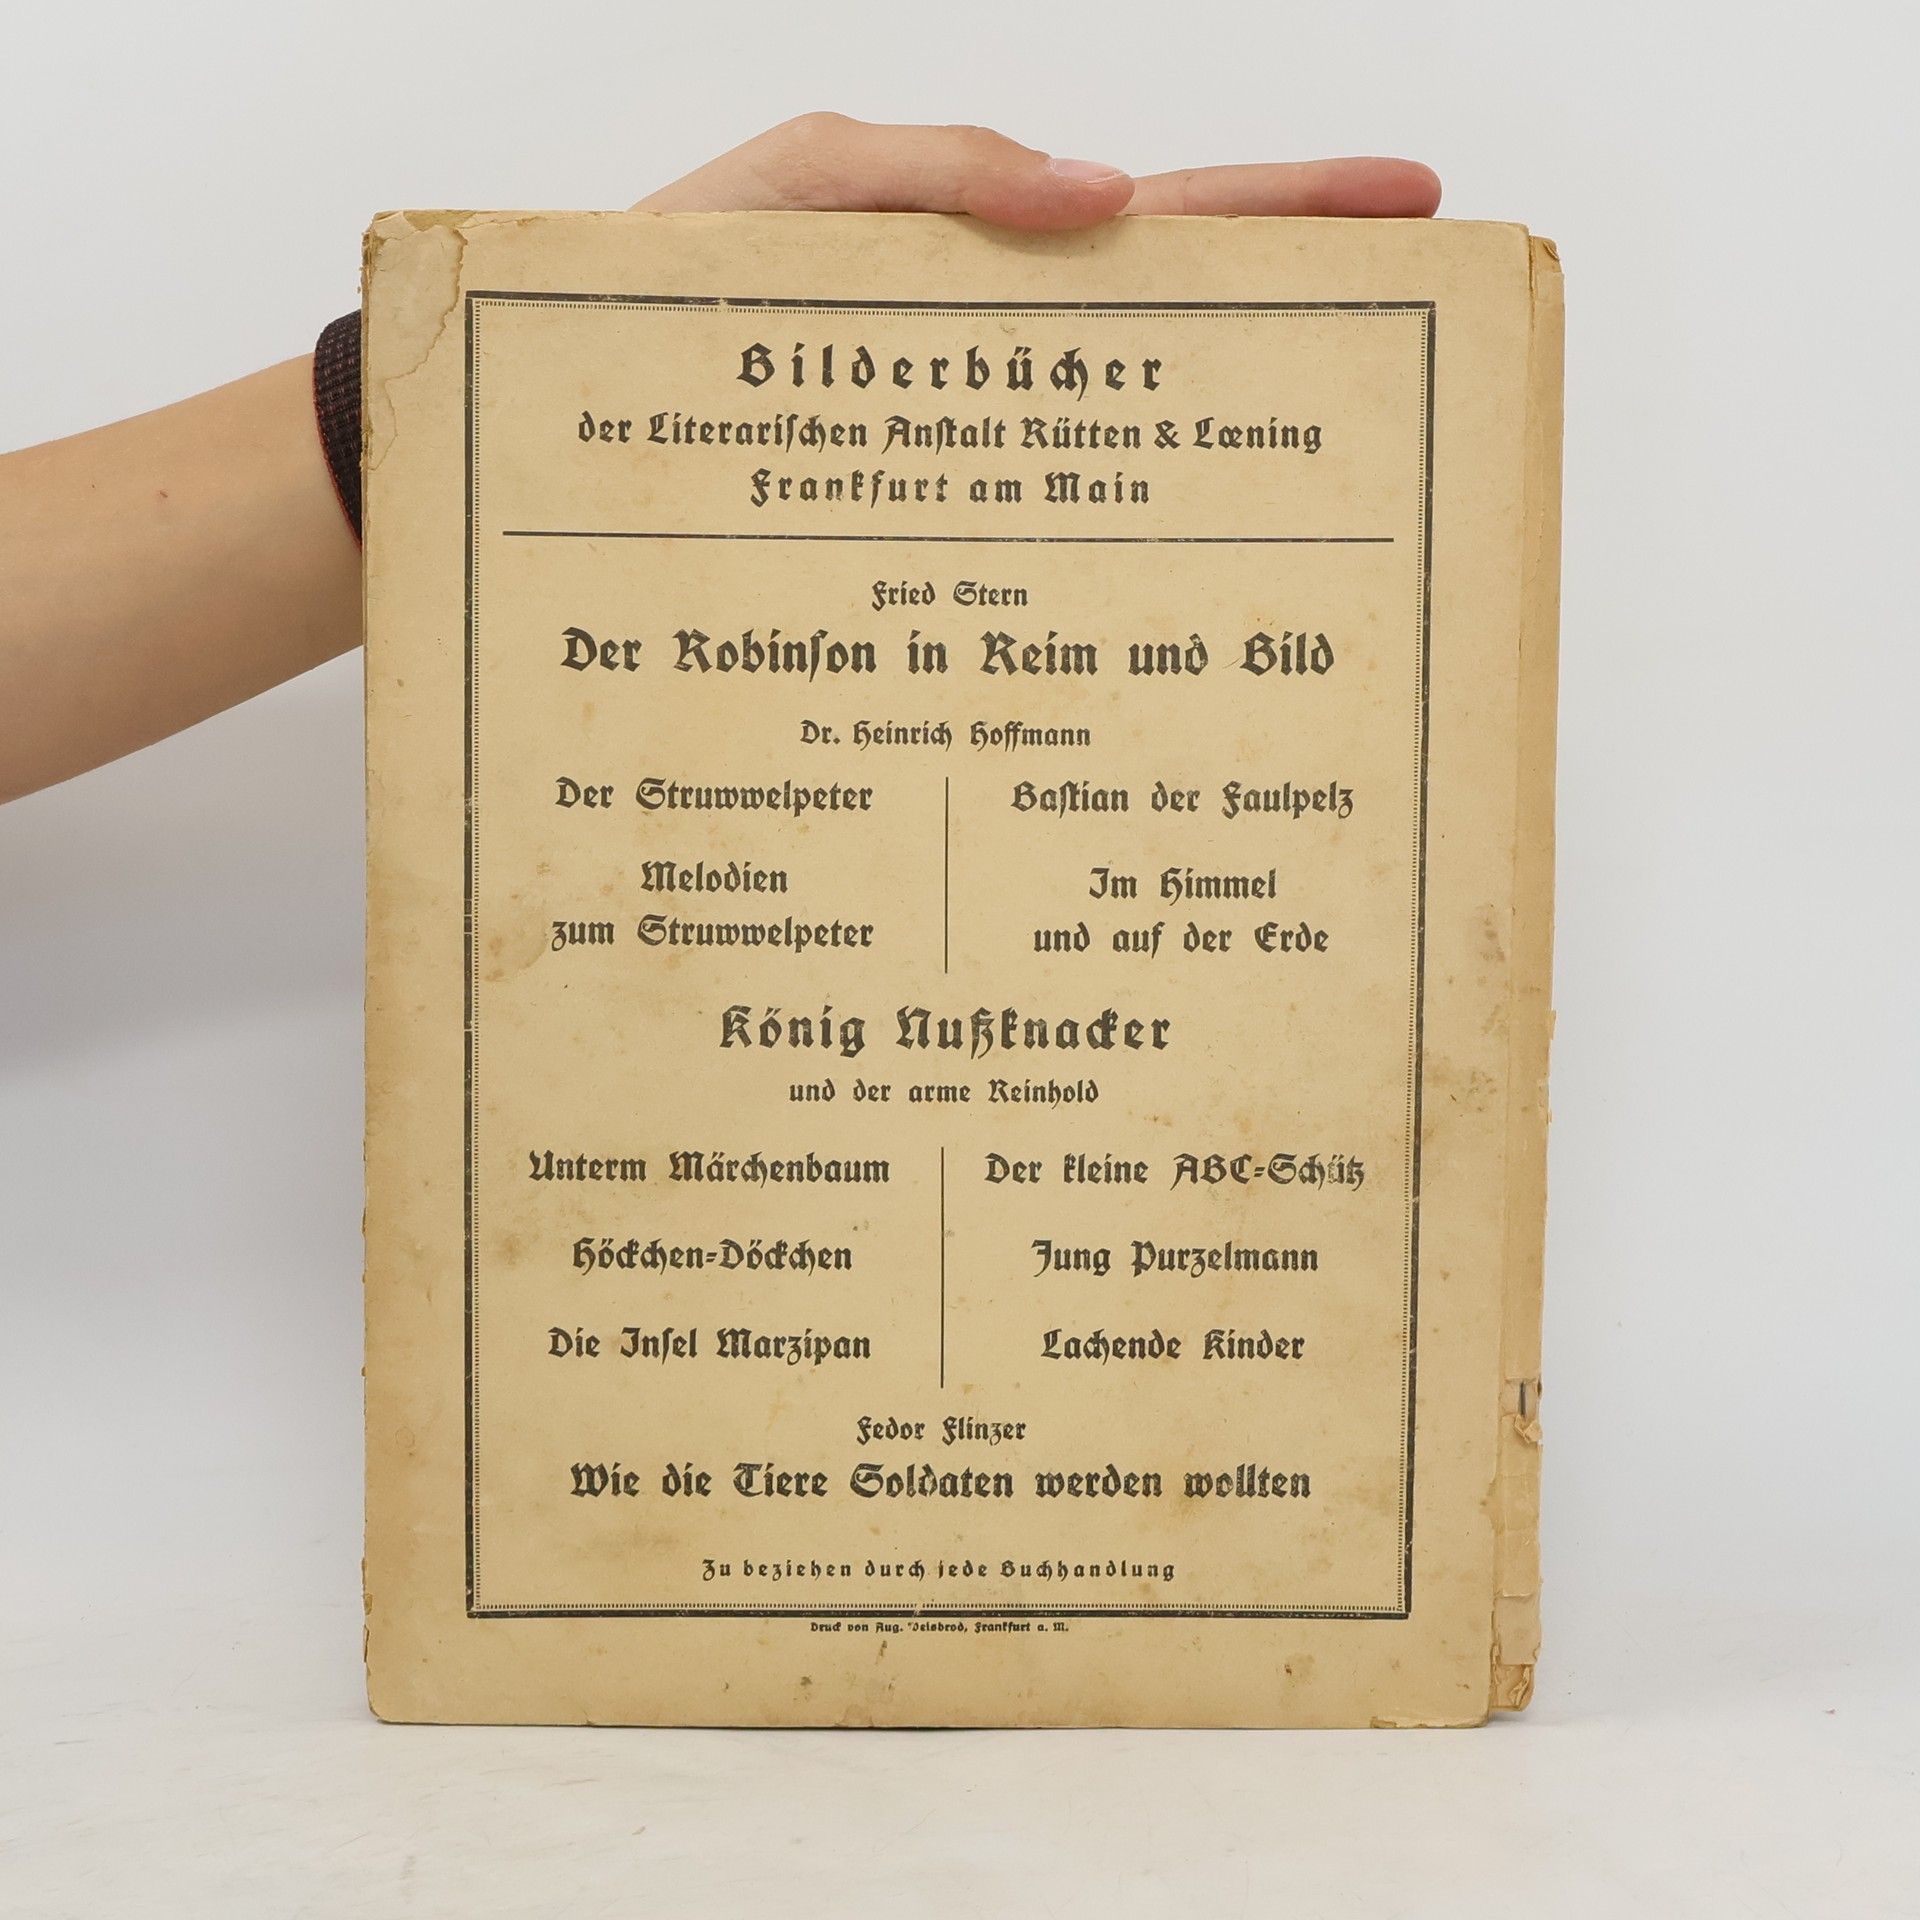 Bilderbücher
der Literariſchen Anſtalt Rütten & Lœning
Frankfurt am Main
Fried Stern
Der Robinſon in Reim und Bild
Dr. Heinrich Hoffmann
Der Struwwelpeter
Melodien
zum Struwwelpeter
Baſtian der Faulpelz
Im Himmel
und auf der Erde
König Nußknacker
und der arme Reinhold
Unterm Märchenbaum
Höckchen-Döckchen
Die Inſel Marzipan
Der kleine ABC-Schütz
Jung Purzelmann
Lachende Kinder
Fedor Flinzer
Wie die Tiere Soldaten werden wollten
Zu beziehen durch jede Buchhandlung
Druck von Aug. Frankfurt a. M.